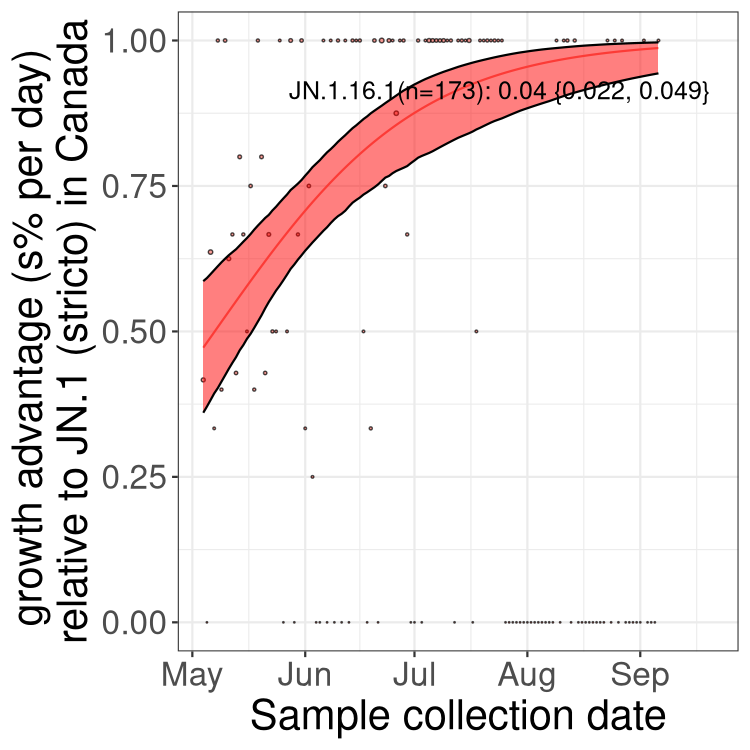 growth advantage (s% per day)
relative to JN.1 (stricto) in Canada
1.00
0.75
0.50
0.25
0.00
JN.1.16.1(n=173): 0.04 {0.022, 0.049}
May Jun Jul Aug Sep
Sample collection date